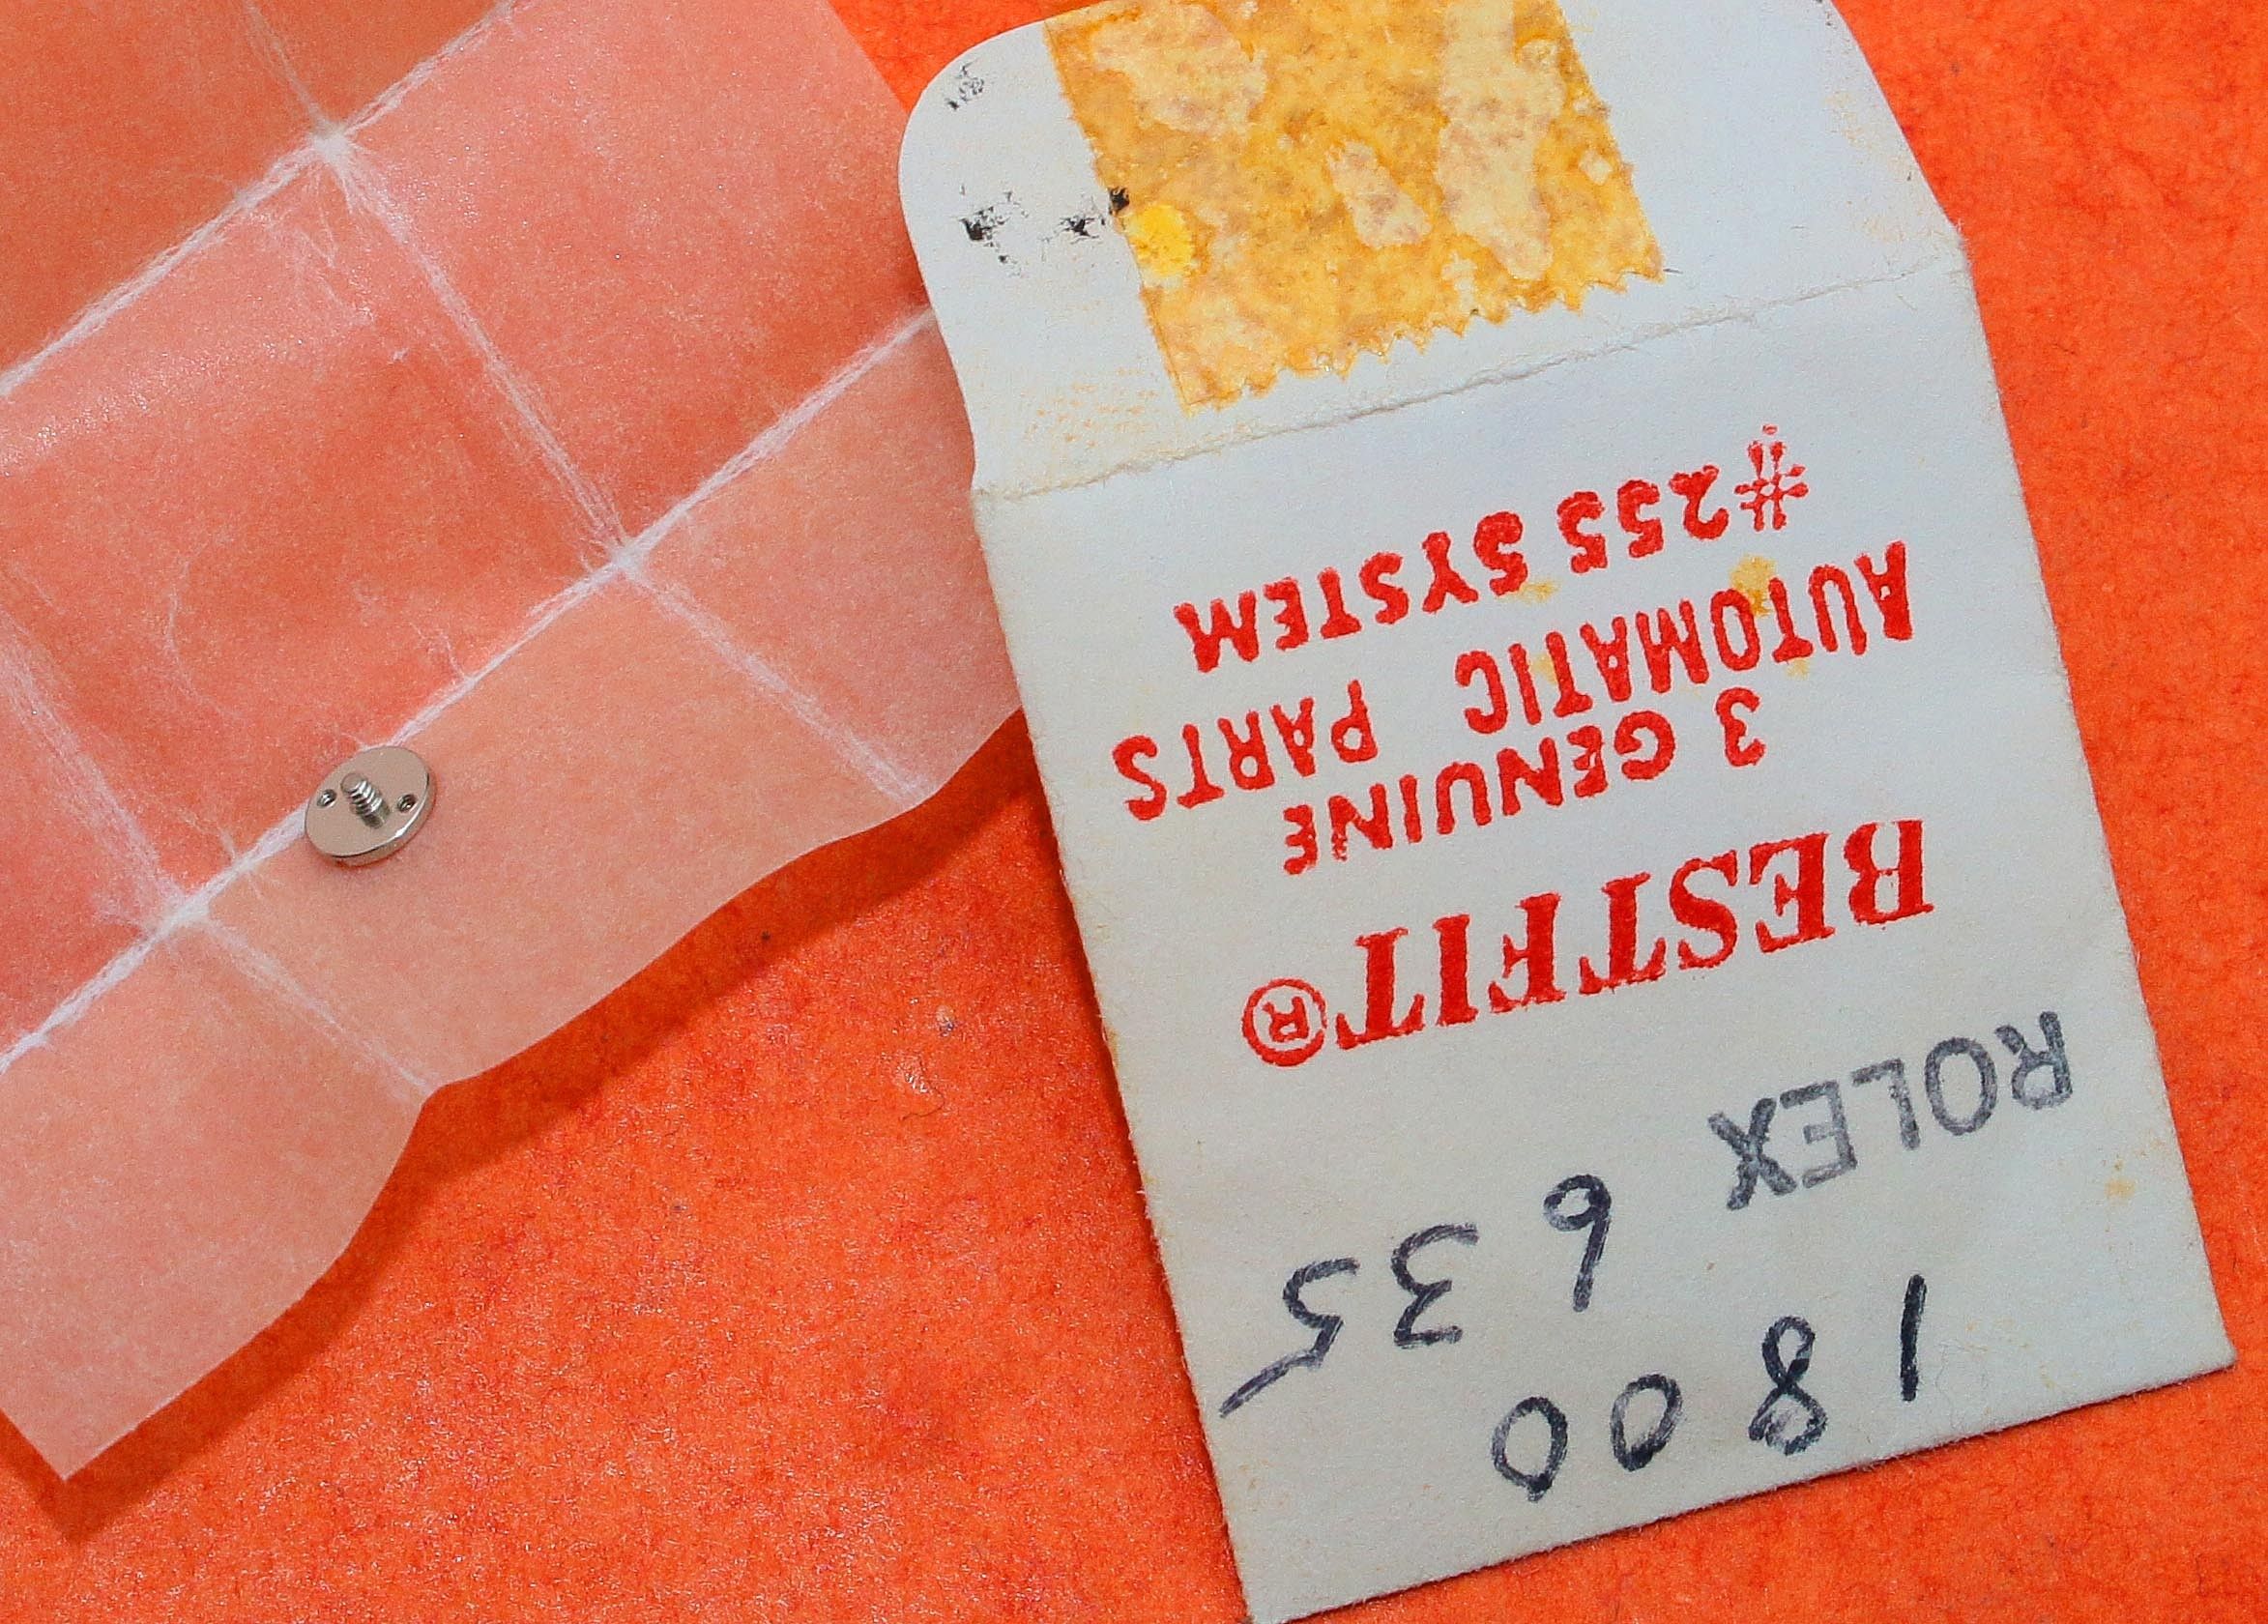 1800
ROLEX 635
BESTFIT®
3 GENUINE
AUTOMATIC PARTS
#255 SYSTEM